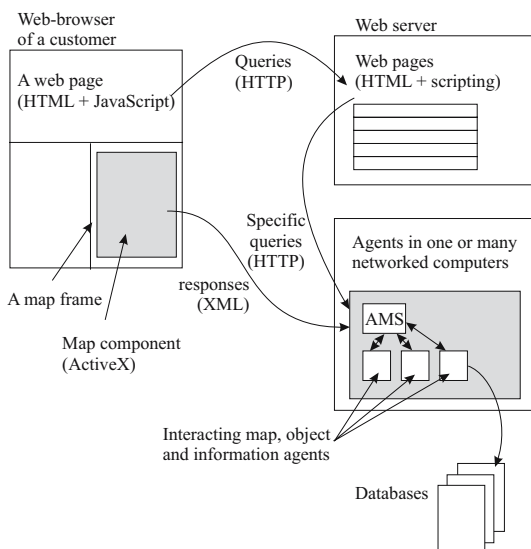 Web-browser
of a customer
A web page
(HTML + JavaScript)
Queries
(HTTP)
Web server
Web pages
(HTML + scripting)
Specific
queries
(HTTP)
responses
(XML)
A map frame
Map component
(ActiveX)
Agents in one or many
networked computers
AMS
Interacting map, object
and information agents
Databases